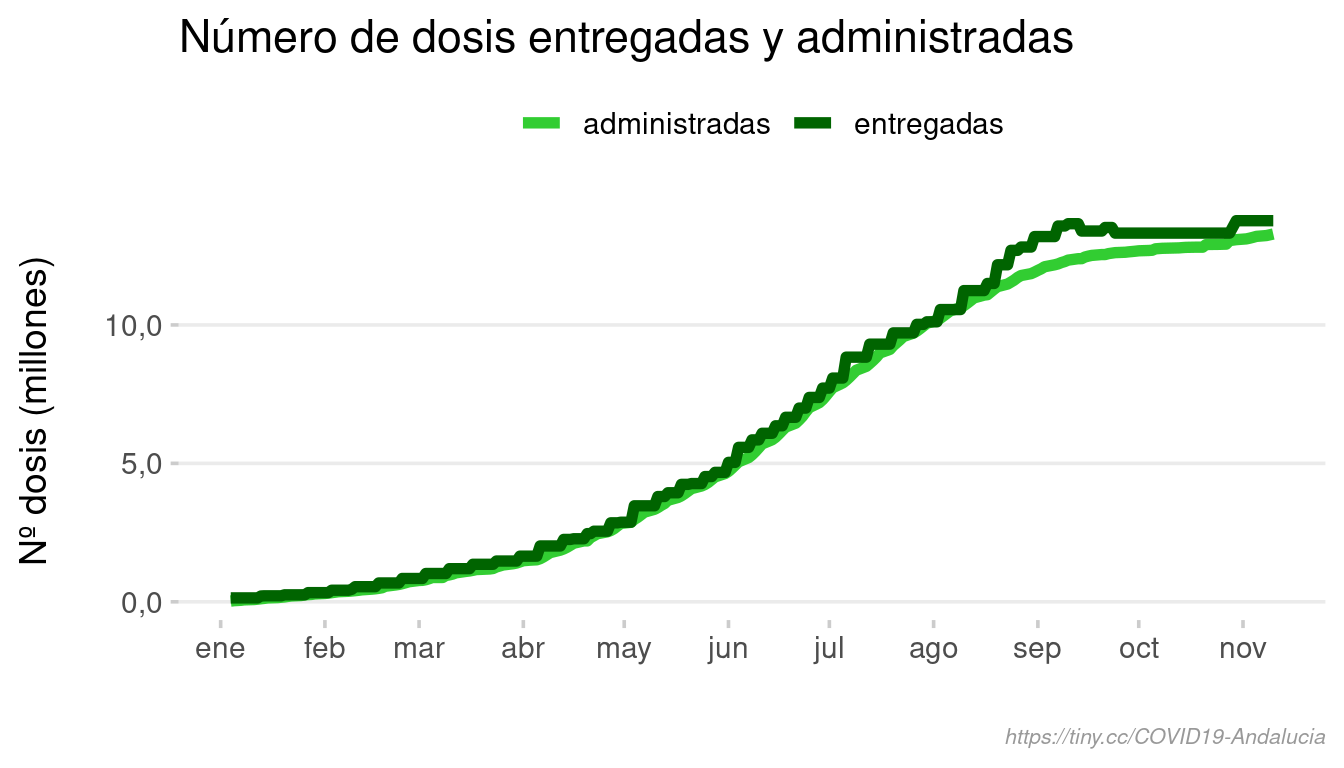 Número de dosis entregadas y administradas
administradas entregadas
Nº dosis (millones)
10,0
5,0
0,0
ene feb mar abr may jun jul ago sep oct nov
https://tiny.cc/COVID19-Andalucia